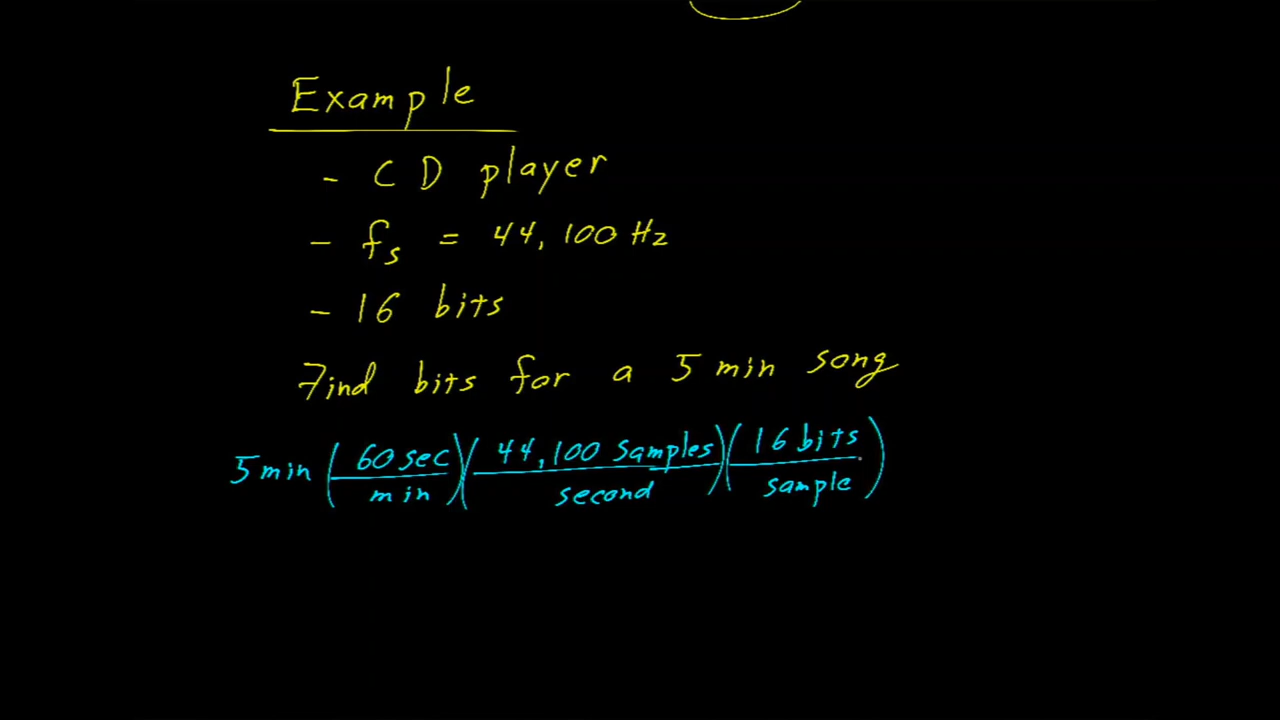 Example
- CD player
- fs = 44,100 Hz
- 16 bits
Find bits for a 5 min song
5 min (60 sec/min)(44,100 samples/second)(16 bits/sample)